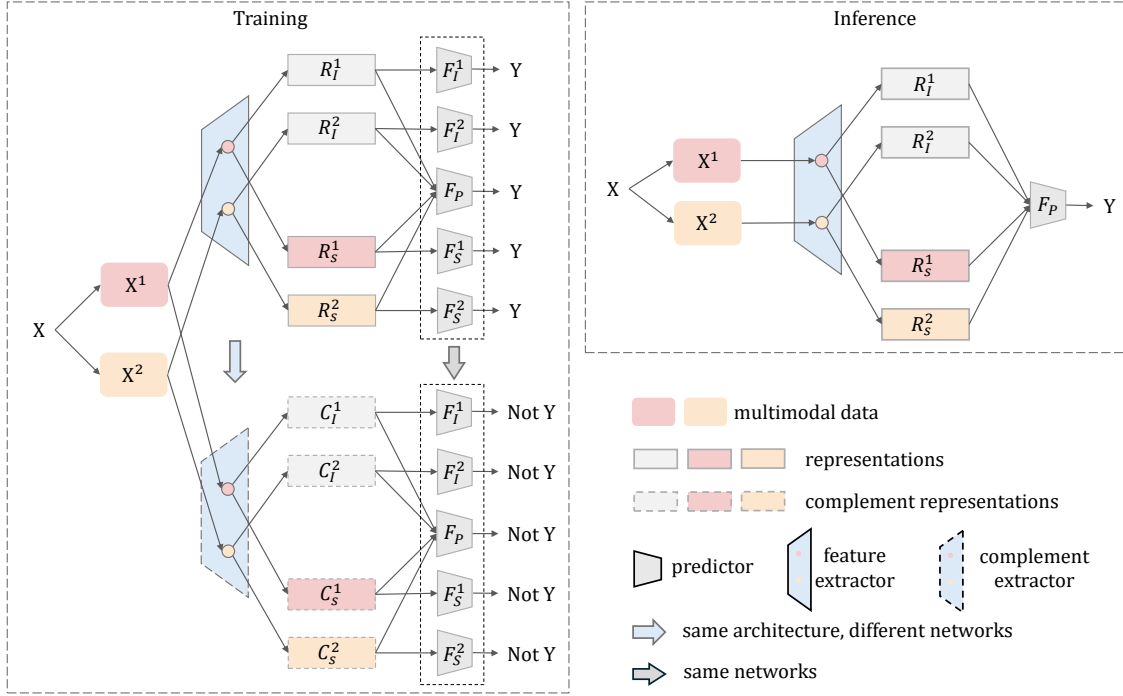 Training
R_I^1
F_I^1
Y
R_I^2
F_I^2
Y
F_P
Y
R_s^1
F_S^1
Y
R_s^2
F_S^2
Y
X
X^1
X^2
C_I^1
F_I^1
Not Y
C_I^2
F_I^2
Not Y
F_P
Not Y
C_s^1
F_S^1
Not Y
C_s^2
F_S^2
Not Y
Inference
X
X^1
X^2
R_I^1
R_I^2
R_s^1
R_s^2
F_P
Y
multimodal data
representations
complement representations
predictor
feature
extractor
complement
extractor
same architecture, different networks
same networks